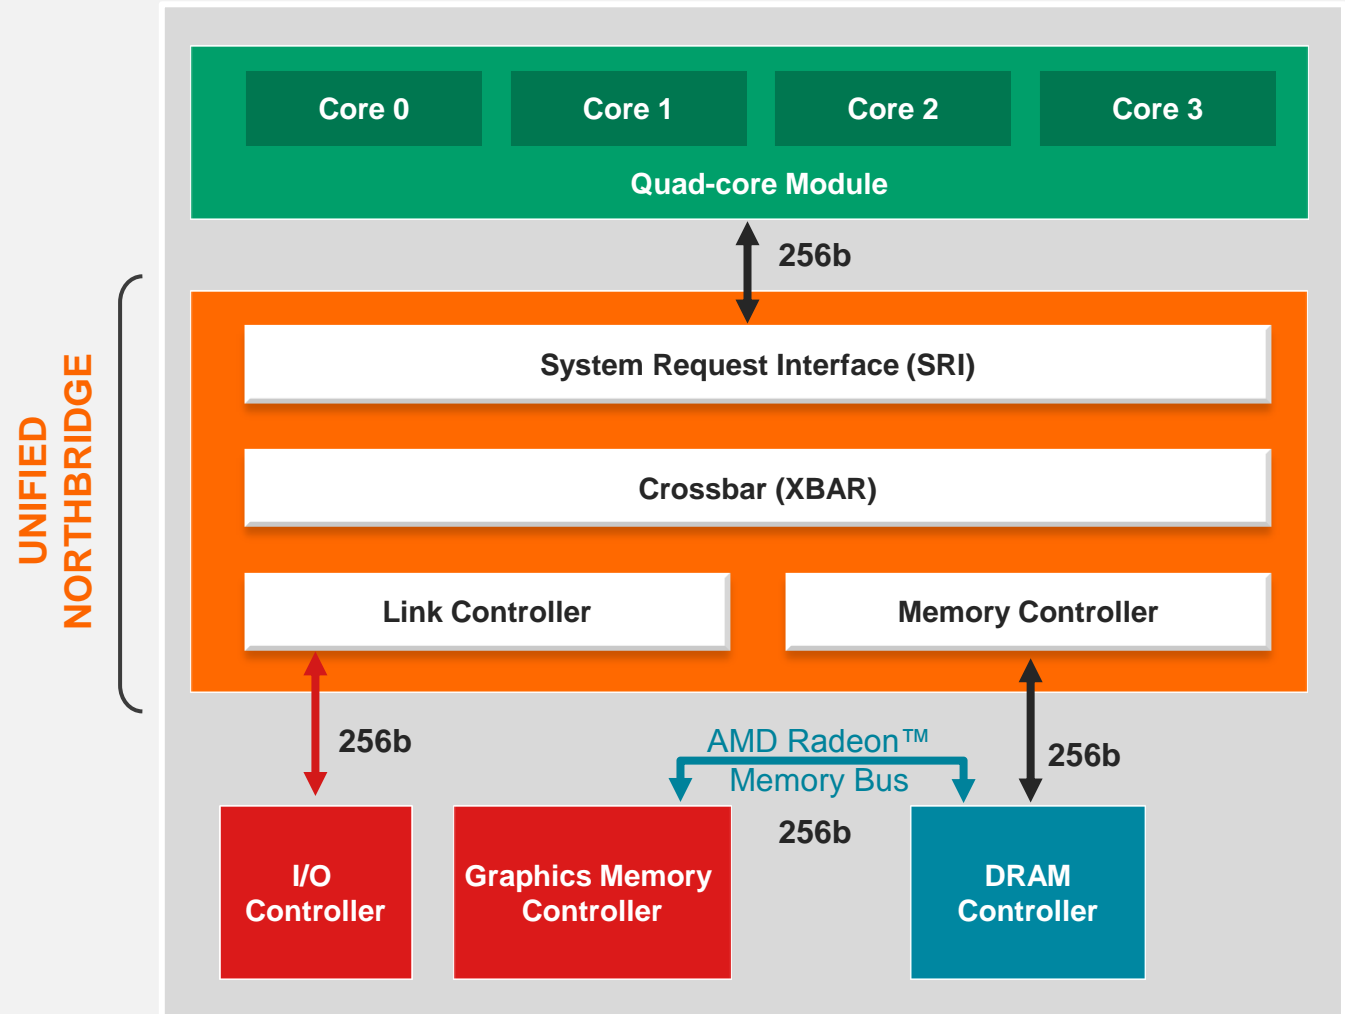 Core 0
Core 1
Core 2
Core 3
Quad-core Module
256b
UNIFIED
NORTHBRIDGE
System Request Interface (SRI)
Crossbar (XBAR)
Link Controller
Memory Controller
256b
AMD Radeon™
Memory Bus
256b
256b
I/O
Controller
Graphics Memory
Controller
DRAM
Controller